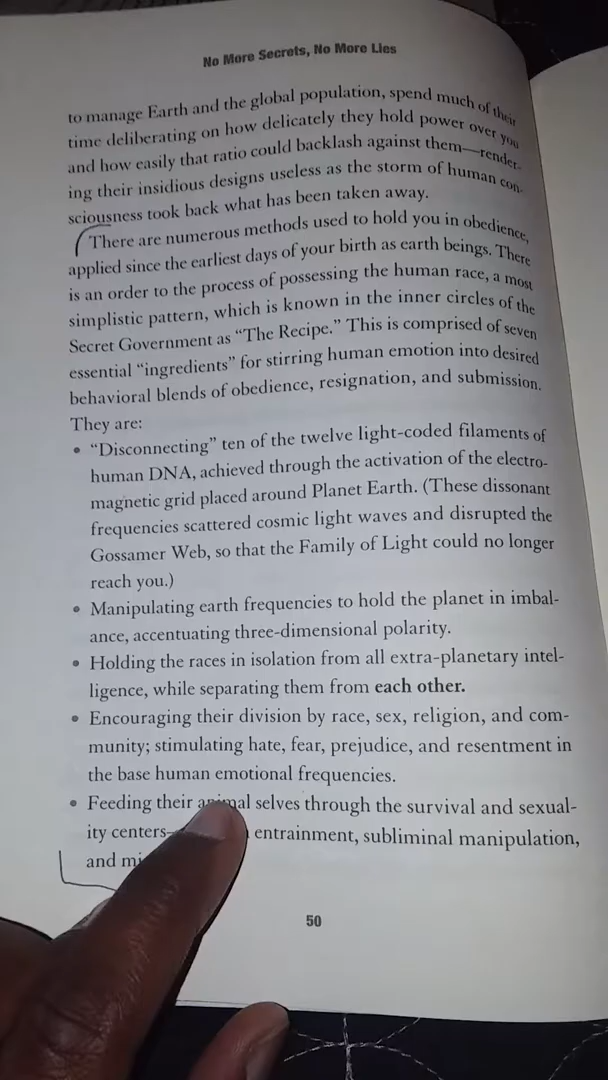 No More Secrets, No More Lies
to manage Earth and the global population, spend much of their
time deliberating on how delicately they hold power over you
and how easily that ratio could backlash against them—render-
ing their insidious designs useless as the storm of human con-
sciousness took back what has been taken away.
There are numerous methods used to hold you in obedience,
applied since the earliest days of your birth as earth beings. There
is an order to the process of possessing the human race, a most
simplistic pattern, which is known in the inner circles of the
Secret Government as “The Recipe.” This is comprised of seven
essential “ingredients” for stirring human emotion into desired
behavioral blends of obedience, resignation, and submission.
They are:
• “Disconnecting” ten of the twelve light-coded filaments of
human DNA, achieved through the activation of the electro-
magnetic grid placed around Planet Earth. (These dissonant
frequencies scattered cosmic light waves and disrupted the
Gossamer Web, so that the Family of Light could no longer
reach you.)
• Manipulating earth frequencies to hold the planet in imbal-
ance, accentuating three-dimensional polarity.
• Holding the races in isolation from all extra-planetary intel-
ligence, while separating them from each other.
• Encouraging their division by race, sex, religion, and com-
munity; stimulating hate, fear, prejudice, and resentment in
the base human emotional frequencies.
• Feeding their animal selves through the survival and sexual-
ity centers— entrainment, subliminal manipulation,
and
50